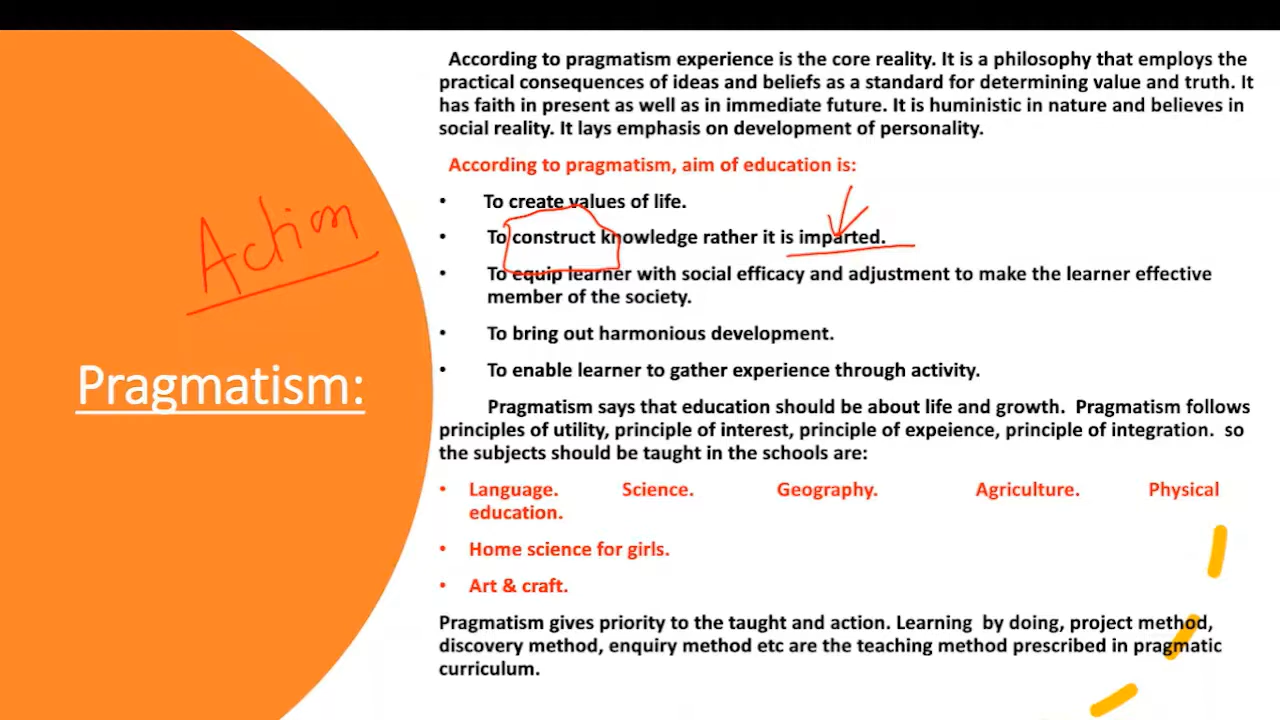 Action
Pragmatism:
According to pragmatism experience is the core reality. It is a philosophy that employs the
practical consequences of ideas and beliefs as a standard for determining value and truth. It
has faith in present as well as in immediate future. It is huministic in nature and believes in
social reality. It lays emphasis on development of personality.
According to pragmatism, aim of education is:
• To create values of life.
• To construct knowledge rather it is imparted.
• To equip learner with social efficacy and adjustment to make the learner effective
member of the society.
• To bring out harmonious development.
• To enable learner to gather experience through activity.
Pragmatism says that education should be about life and growth. Pragmatism follows
principles of utility, principle of interest, principle of expeience, principle of integration. so
the subjects should be taught in the schools are:
• Language. Science. Geography. Agriculture. Physical
education.
• Home science for girls.
• Art & craft.
Pragmatism gives priority to the taught and action. Learning by doing, project method,
discovery method, enquiry method etc are the teaching method prescribed in pragmatic
curriculum.